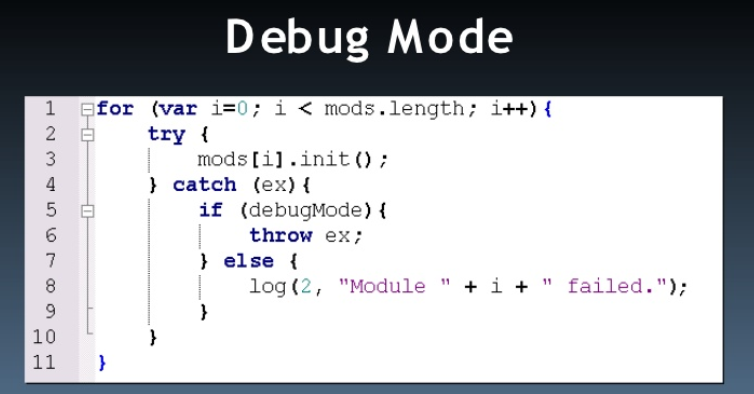 Debug Mode
1 for (var i=0; i < mods.length; i++){
2 try {
3 mods[i].init();
4 } catch (ex){
5 if (debugMode){
6 throw ex;
7 } else {
8 log(2, "Module " + i + " failed.");
9 }
10 }
11 }